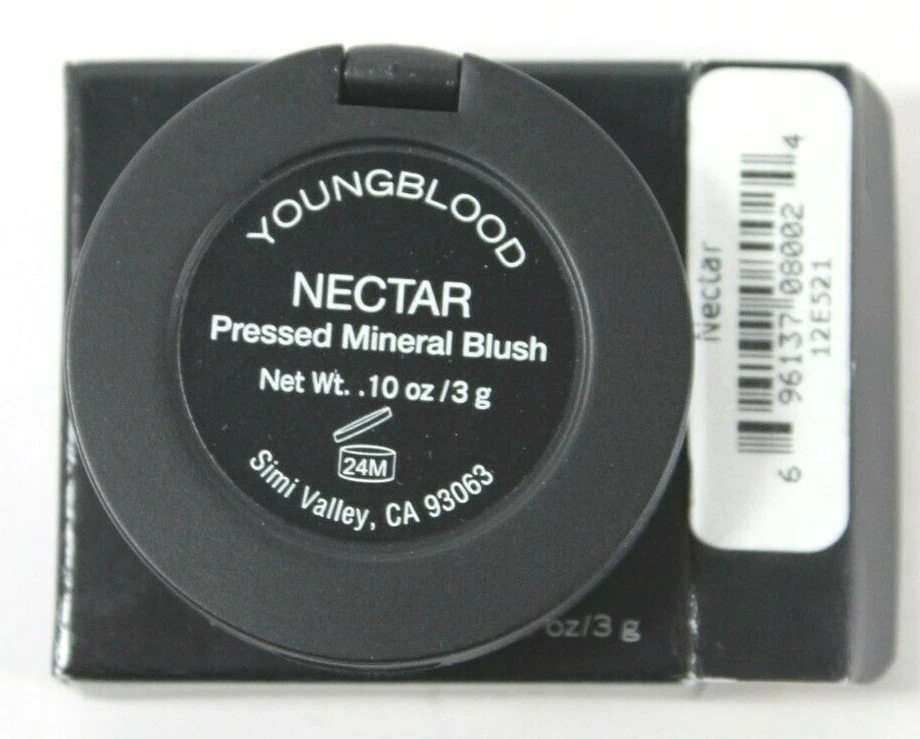 YOUNGBLOOD
NECTAR
Pressed Mineral Blush
Net Wt. .10 oz / 3 g
24M
Simi Valley, CA 93063
oz/3 g
Nectar
6 96137 08002 4
12E521